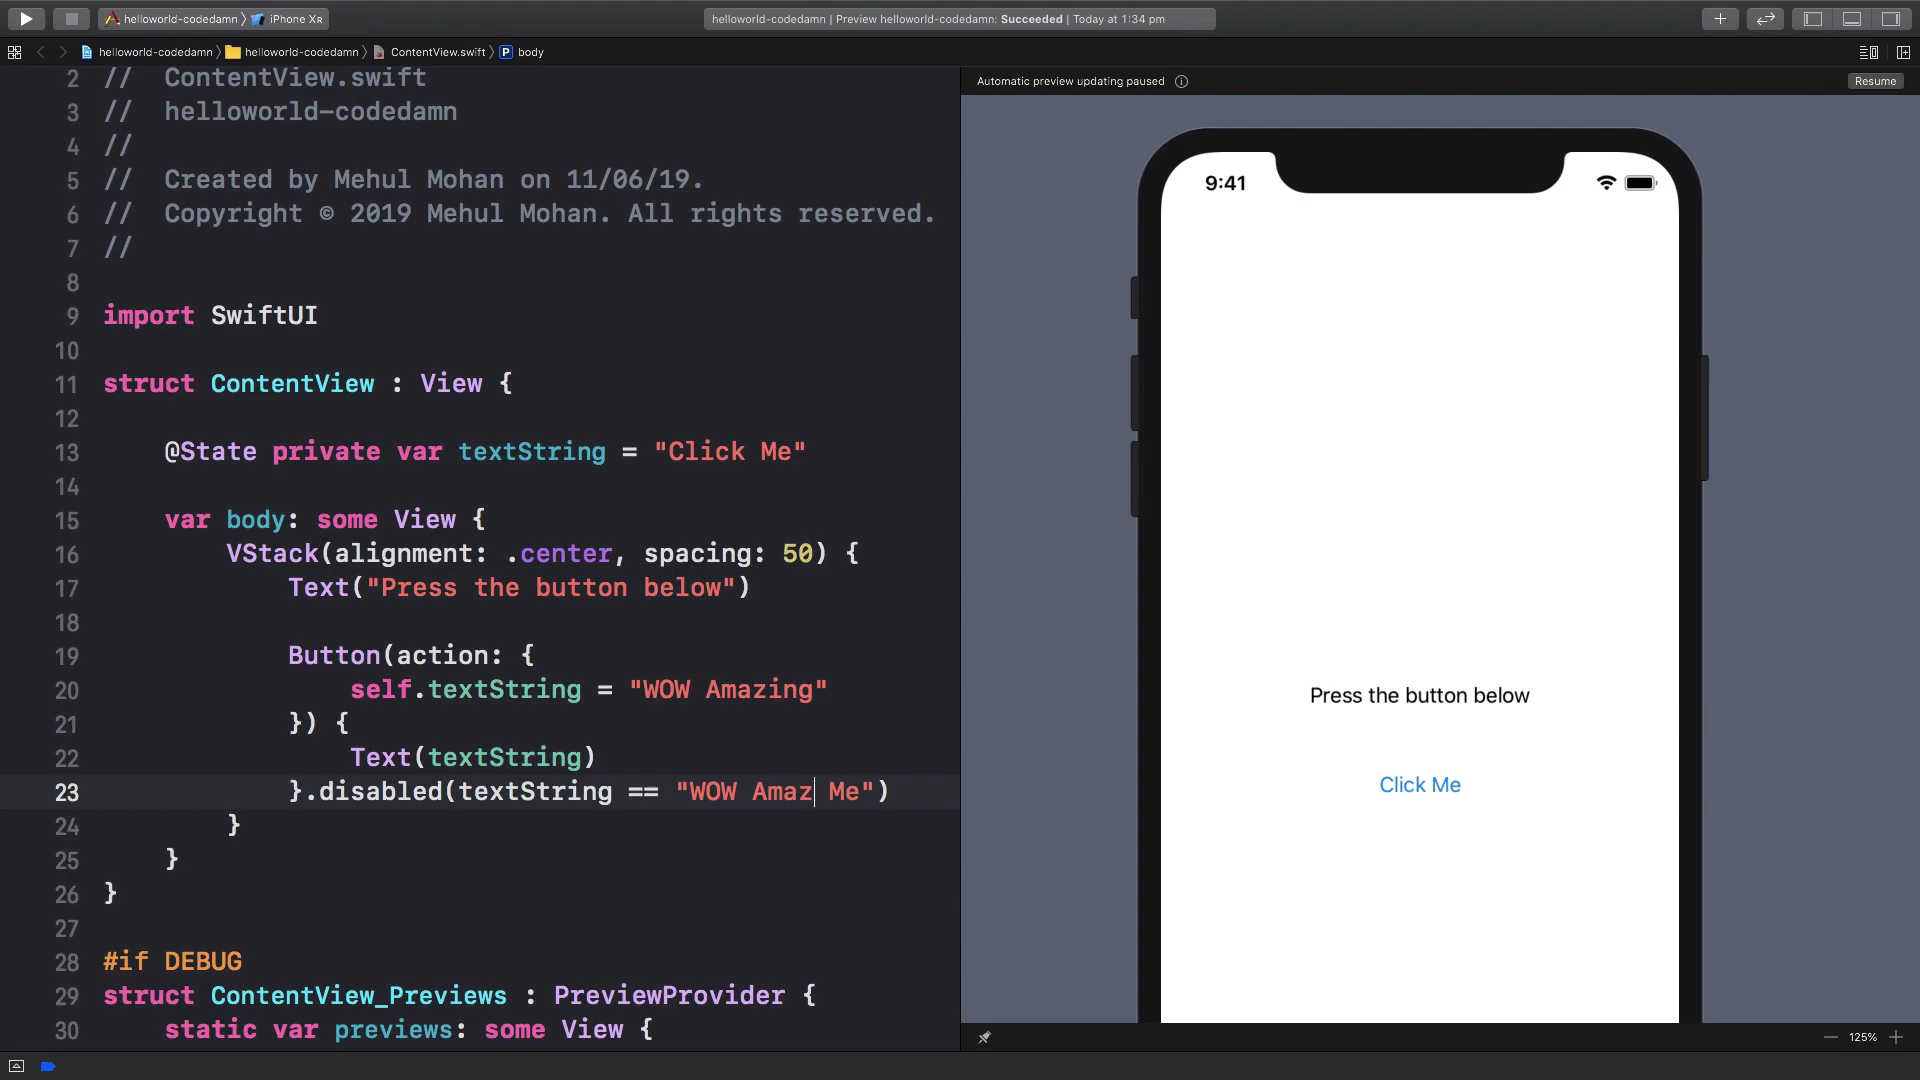 helloworld-codedamn 〉 iPhone XR
helloworld-codedamn | Preview helloworld-codedamn: Succeeded | Today at 1:34 pm
helloworld-codedamn 〉 helloworld-codedamn 〉 ContentView.swift 〉 P body
2 //  ContentView.swift
3 //  helloworld-codedamn
4 //
5 //  Created by Mehul Mohan on 11/06/19.
6 //  Copyright © 2019 Mehul Mohan. All rights reserved.
7 //
8
9 import SwiftUI
10
11 struct ContentView : View {
12
13     @State private var textString = "Click Me"
14
15     var body: some View {
16         VStack(alignment: .center, spacing: 50) {
17             Text("Press the button below")
18
19             Button(action: {
20                 self.textString = "WOW Amazing"
21             }) {
22                 Text(textString)
23             }.disabled(textString == "WOW Amaz Me")
24         }
25     }
26 }
27
28 #if DEBUG
29 struct ContentView_Previews : PreviewProvider {
30     static var previews: some View {
Automatic preview updating paused
Resume
9:41
Press the button below
Click Me
125%